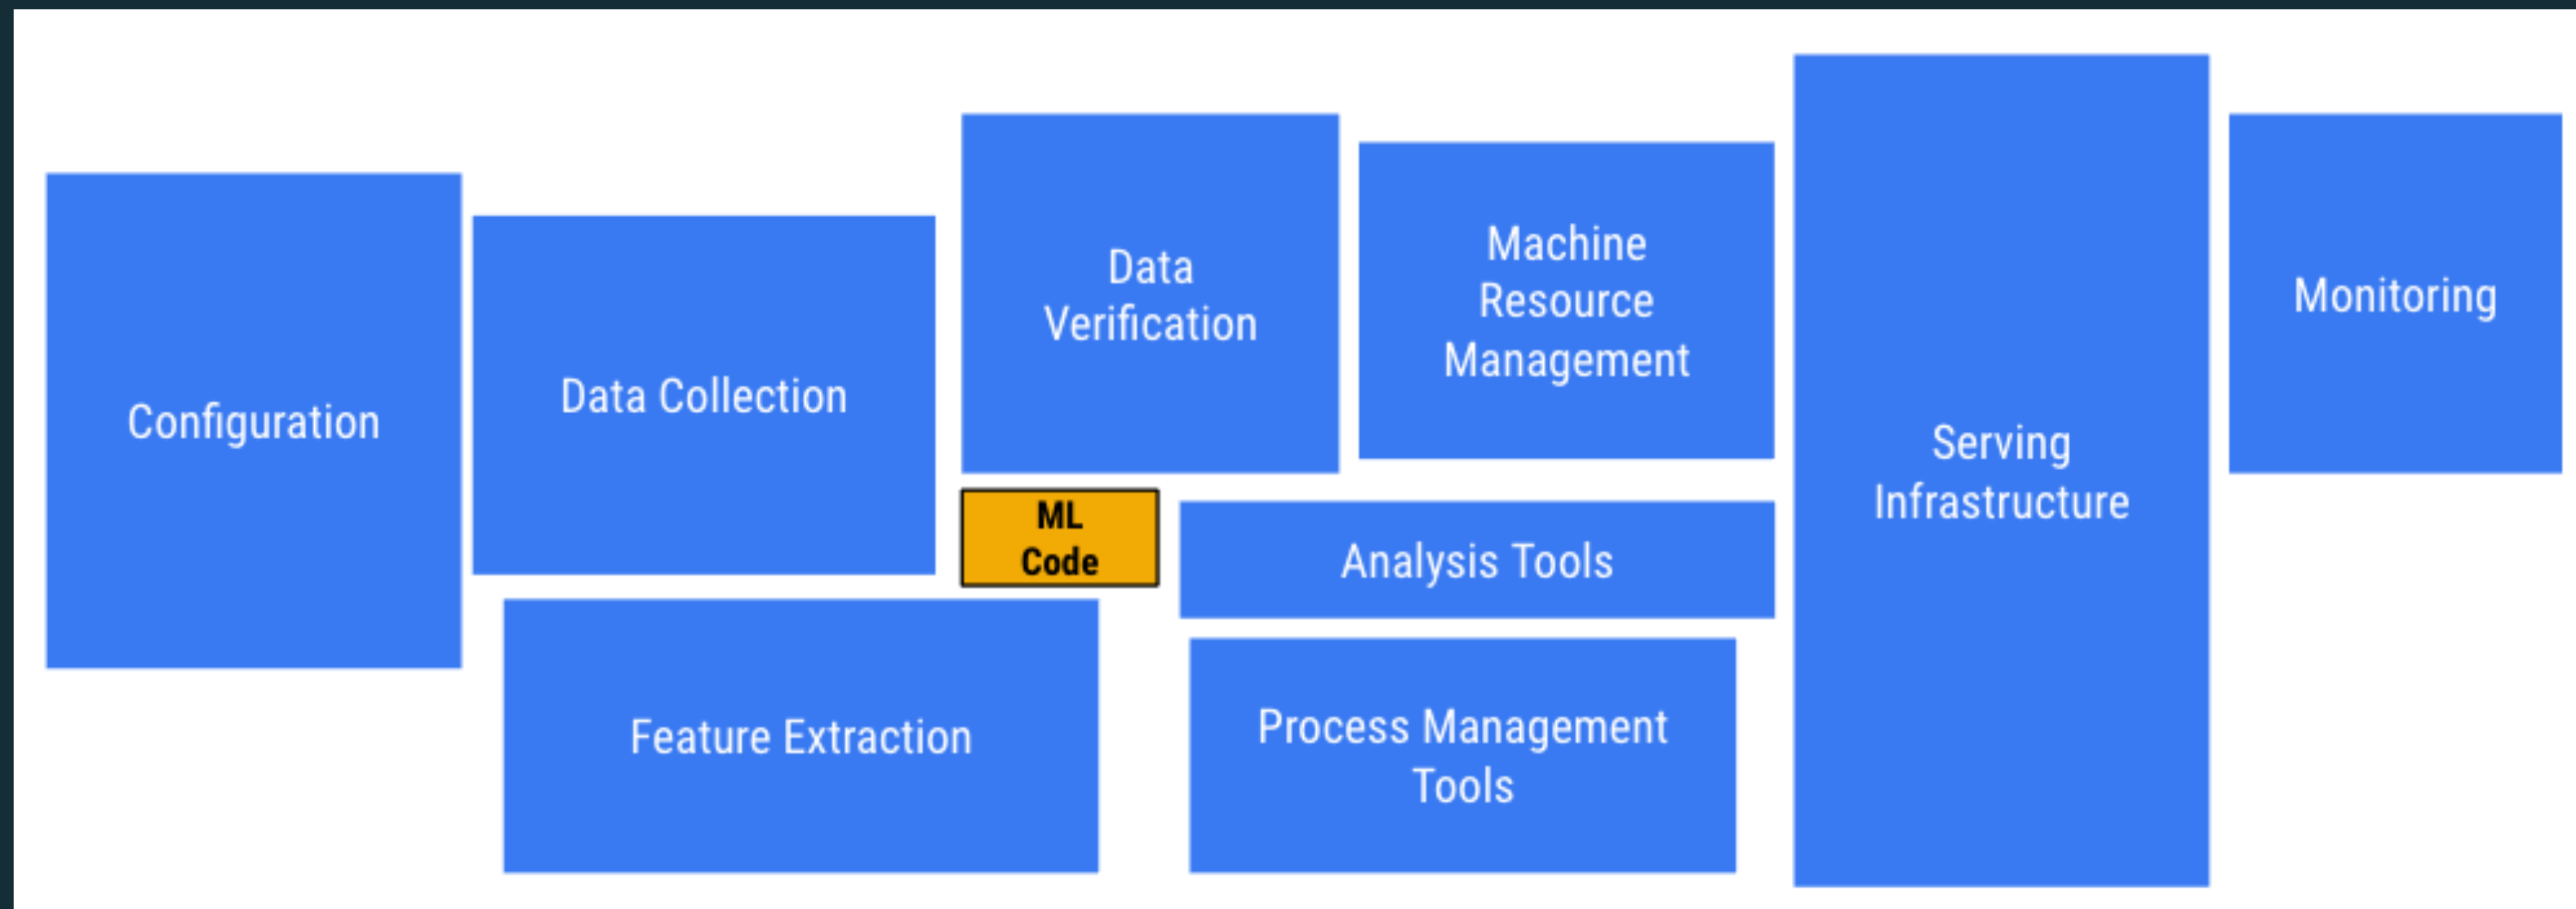 Configuration
Data Collection
Data
Verification
Machine
Resource
Management
Serving
Infrastructure
Monitoring
ML
Code
Analysis Tools
Feature Extraction
Process Management
Tools